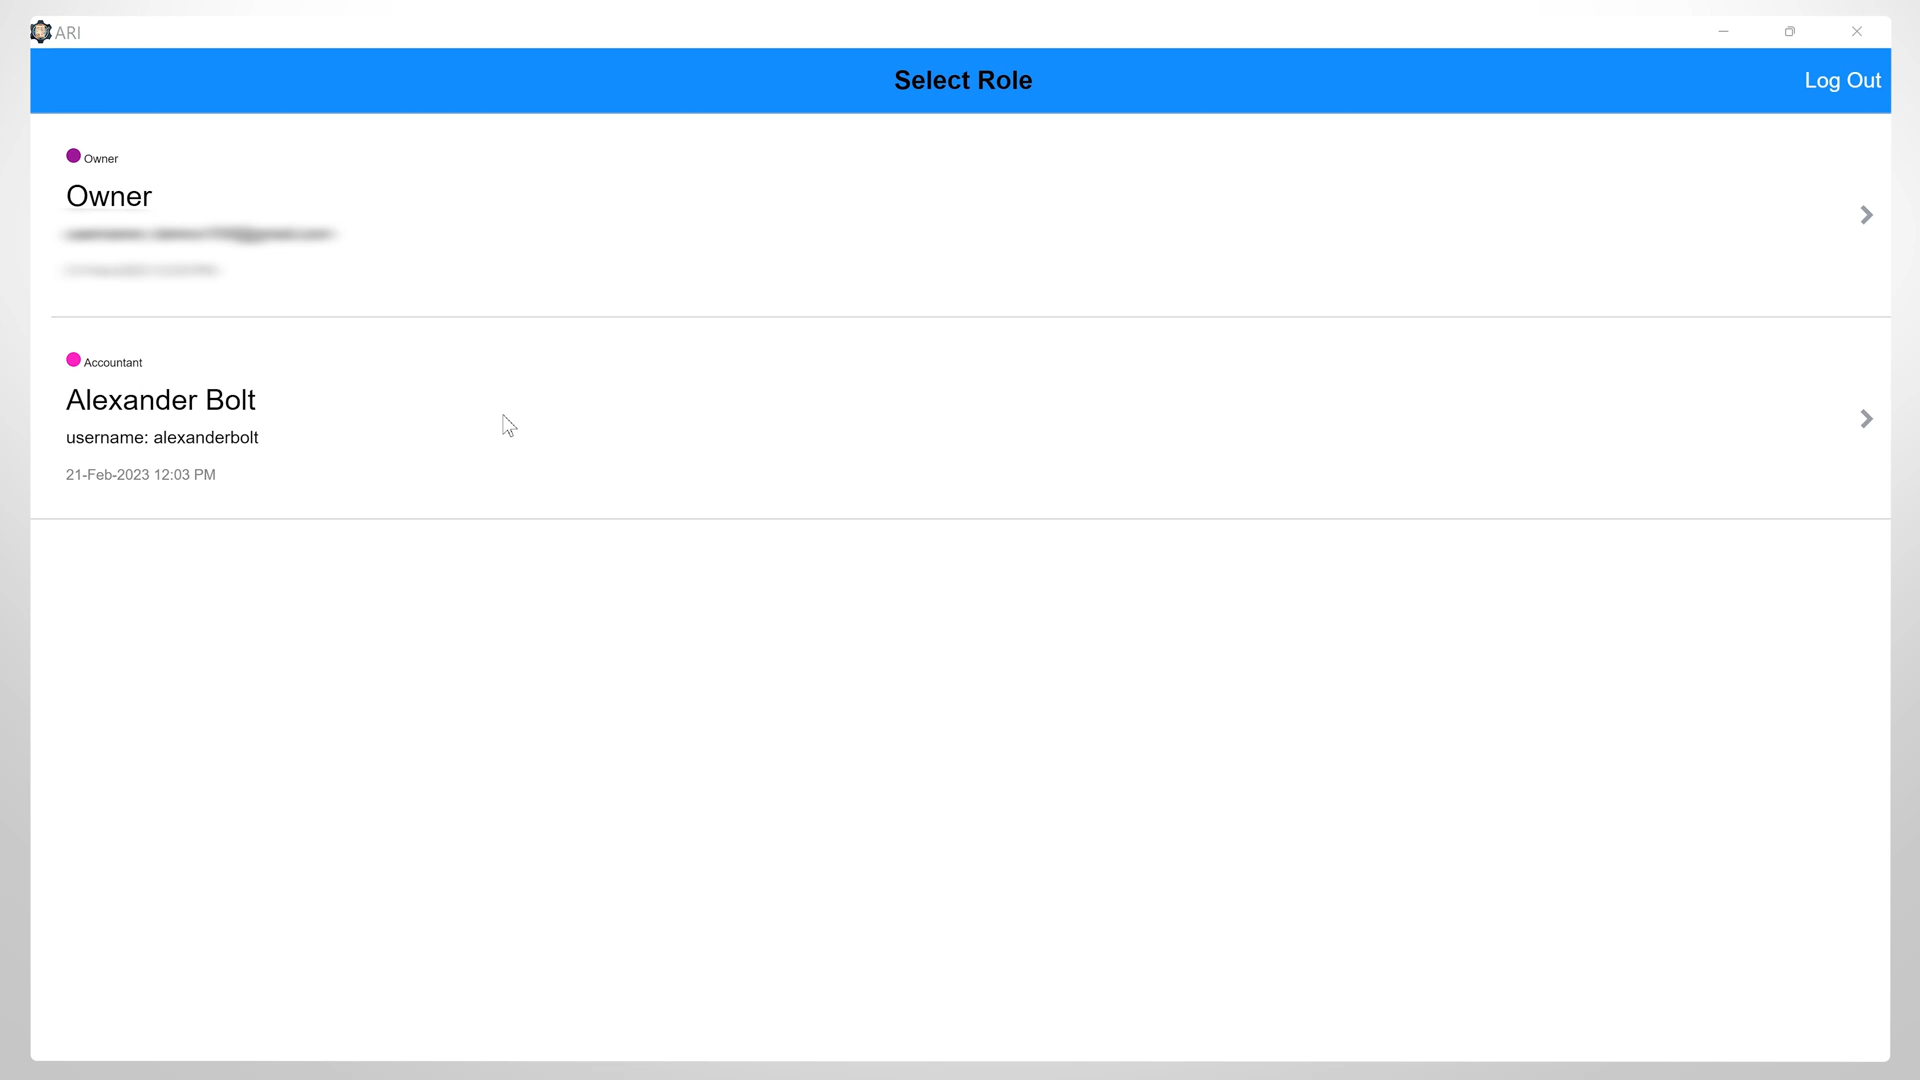 ARI
Select Role
Log Out
Owner
Owner
Accountant
Alexander Bolt
username: alexanderbolt
21-Feb-2023 12:03 PM